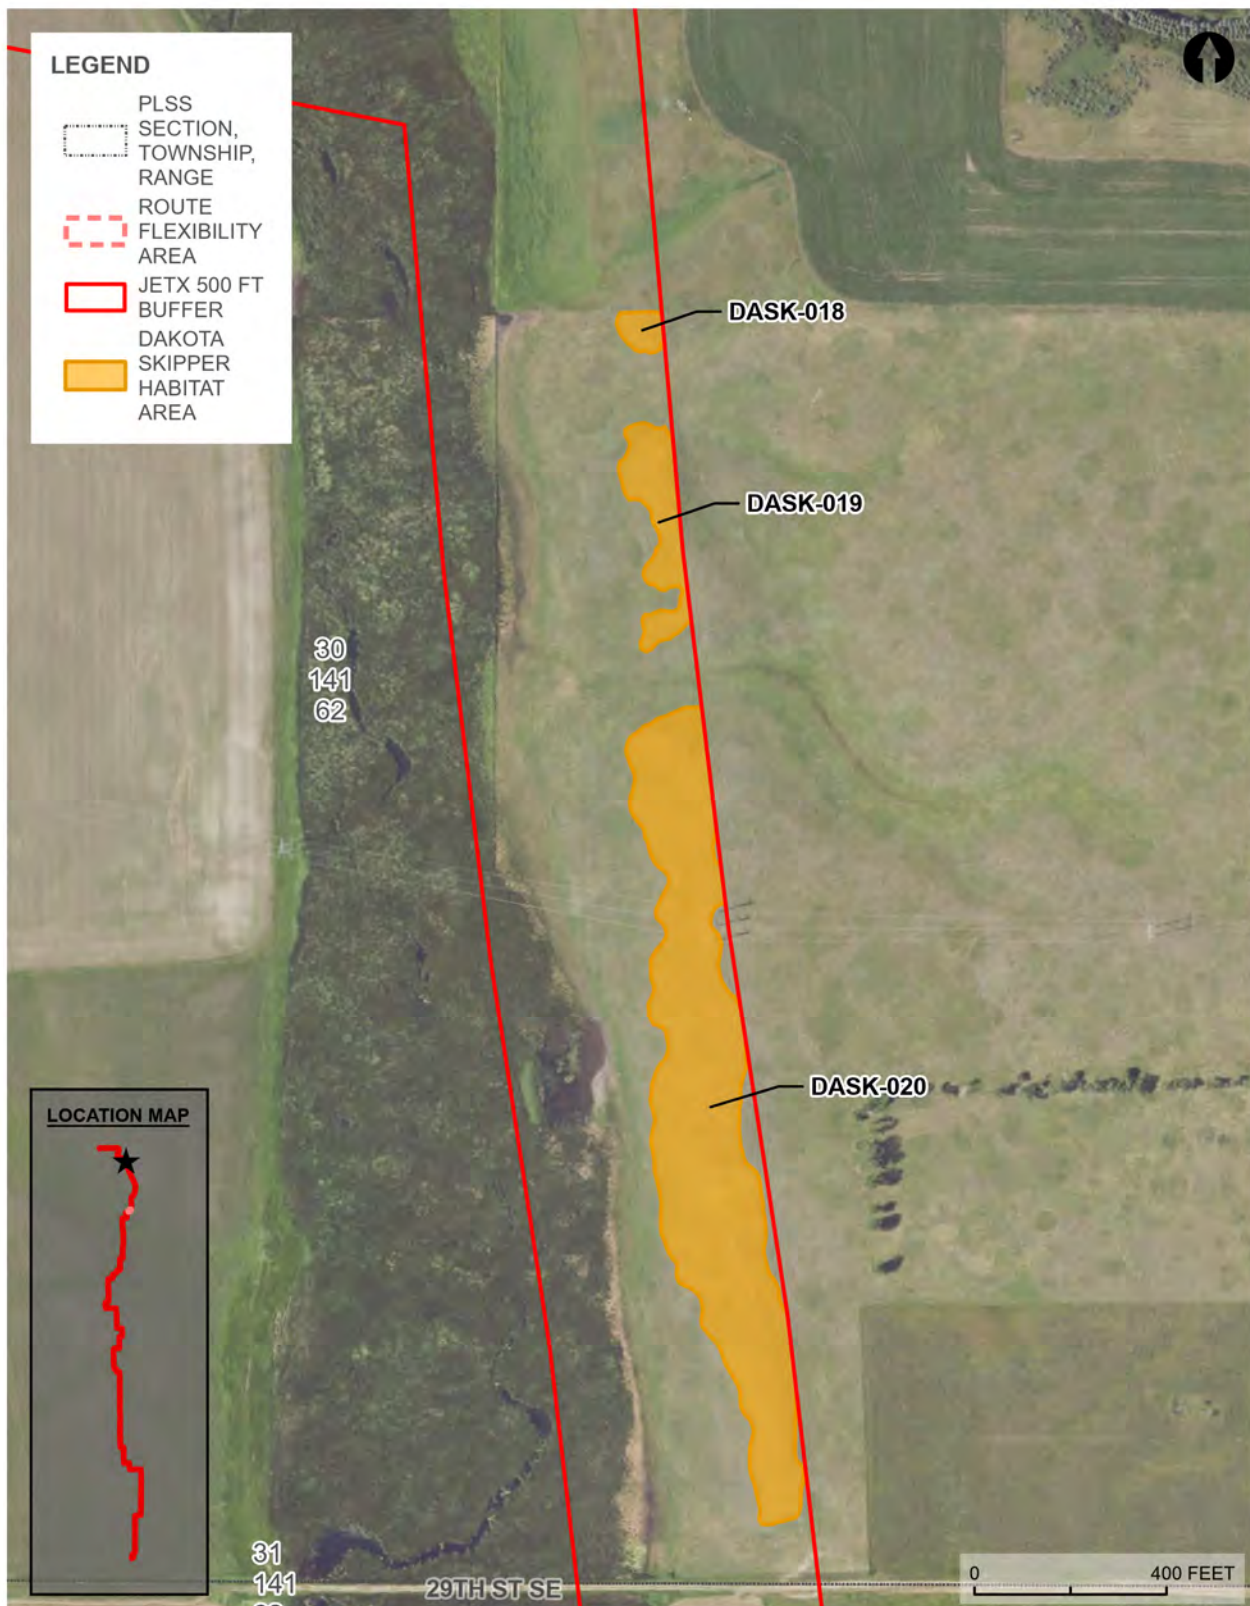 LEGEND
PLSS
SECTION,
TOWNSHIP,
RANGE
ROUTE
FLEXIBILITY
AREA
JETX 500 FT
BUFFER
DAKOTA
SKIPPER
HABITAT
AREA
DASK-018
DASK-019
30
141
62
DASK-020
LOCATION MAP
31
141
29TH ST SE
0 400 FEET